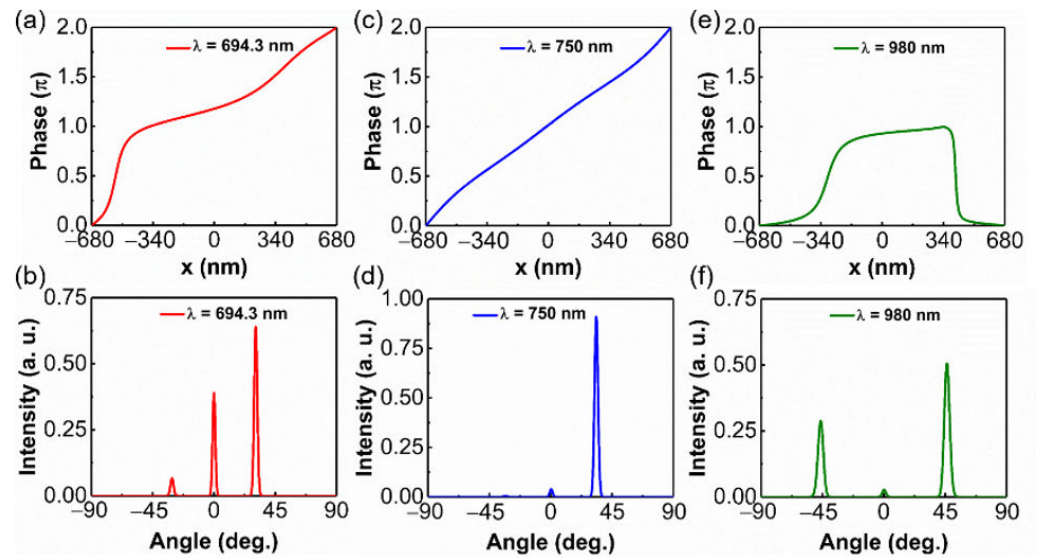 (a)
2.0
1.5
1.0
0.5
0.0
Phase (π)
λ = 694.3 nm
−680 −340 0 340 680
x (nm)
(c)
2.0
1.5
1.0
0.5
0.0
Phase (π)
λ = 750 nm
−680 −340 0 340 680
x (nm)
(e)
2.0
1.5
1.0
0.5
0.0
Phase (π)
λ = 980 nm
−680 −340 0 340 680
x (nm)
(b)
0.75
0.50
0.25
0.00
Intensity (a. u.)
λ = 694.3 nm
−90 −45 0 45 90
Angle (deg.)
(d)
1.00
0.75
0.50
0.25
0.00
Intensity (a. u.)
λ = 750 nm
−90 −45 0 45 90
Angle (deg.)
(f)
0.75
0.50
0.25
0.00
Intensity (a. u.)
λ = 980 nm
−90 −45 0 45 90
Angle (deg.)